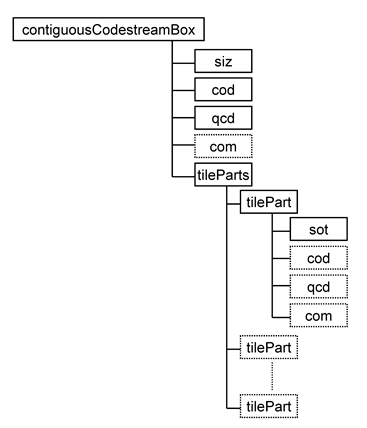 contiguousCodestreamBox
siz
cod
qcd
com
tileParts
tilePart
sot
cod
qcd
com
tilePart
tilePart